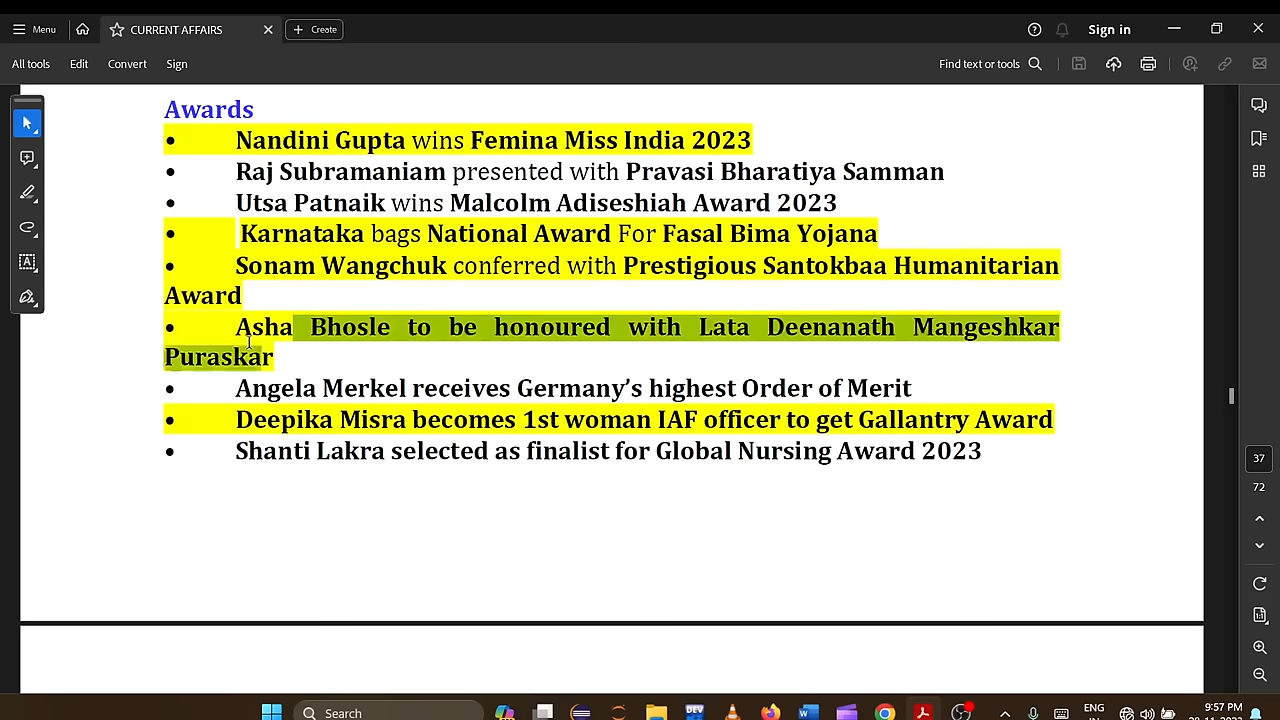 Menu
CURRENT AFFAIRS
Create
Sign in
All tools Edit Convert Sign
Find text or tools
Awards
• Nandini Gupta wins Femina Miss India 2023
• Raj Subramaniam presented with Pravasi Bharatiya Samman
• Utsa Patnaik wins Malcolm Adiseshiah Award 2023
• Karnataka bags National Award For Fasal Bima Yojana
• Sonam Wangchuk conferred with Prestigious Santokbaa Humanitarian
Award
• Asha Bhosle to be honoured with Lata Deenanath Mangeshkar
Puraskar
• Angela Merkel receives Germany’s highest Order of Merit
• Deepika Misra becomes 1st woman IAF officer to get Gallantry Award
• Shanti Lakra selected as finalist for Global Nursing Award 2023
37
72
Search
DEV
ENG
9:57 PM